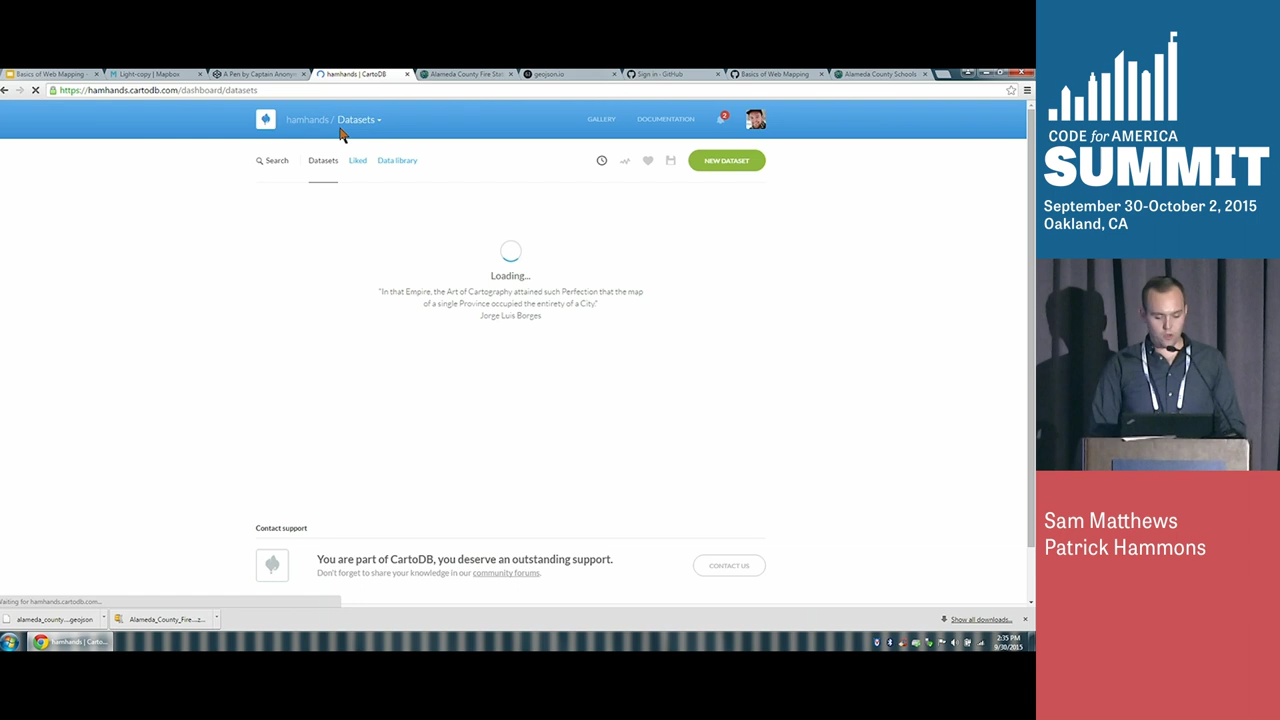 Basics of Web Mapping
Light-copy | Mapbox
A Pen by Captain Anonym
hamhands | CartoDB
Alameda County Fire Sta
geojson.io
Sign in · GitHub
Basics of Web Mapping
Alameda County Schools
https://hamhands.cartodb.com/dashboard/datasets
hamhands / Datasets
GALLERY
DOCUMENTATION
2
Search
Datasets
Liked
Data library
NEW DATASET
Loading...
"In that Empire, the Art of Cartography attained such Perfection that the map
of a single Province occupied the entirety of a City."
Jorge Luis Borges
Contact support
You are part of CartoDB, you deserve an outstanding support.
Don't forget to share your knowledge in our community forums.
CONTACT US
Waiting for hamhands.cartodb.com...
alameda_county....geojson
Alameda_County_Fire....z...
Show all downloads...
hamhands | Carto...
2:35 PM
9/30/2015
CODE for AMERICA
SUMMIT
September 30-October 2, 2015
Oakland, CA
Sam Matthews
Patrick Hammons